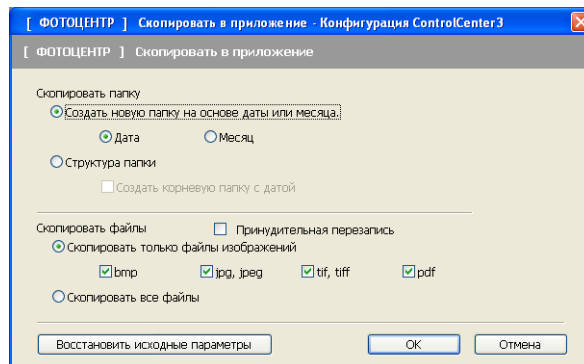 [ ФОТОЦЕНТР ] Скопировать в приложение - Конфигурация ControlCenter3
[ ФОТОЦЕНТР ] Скопировать в приложение
Скопировать папку
Создать новую папку на основе даты или месяца.
Дата Месяц
Структура папки
Создать корневую папку с датой
Скопировать файлы Принудительная перезапись
Скопировать только файлы изображений
bmp jpg, jpeg tif, tiff pdf
Скопировать все файлы
Восстановить исходные параметры OK Отмена